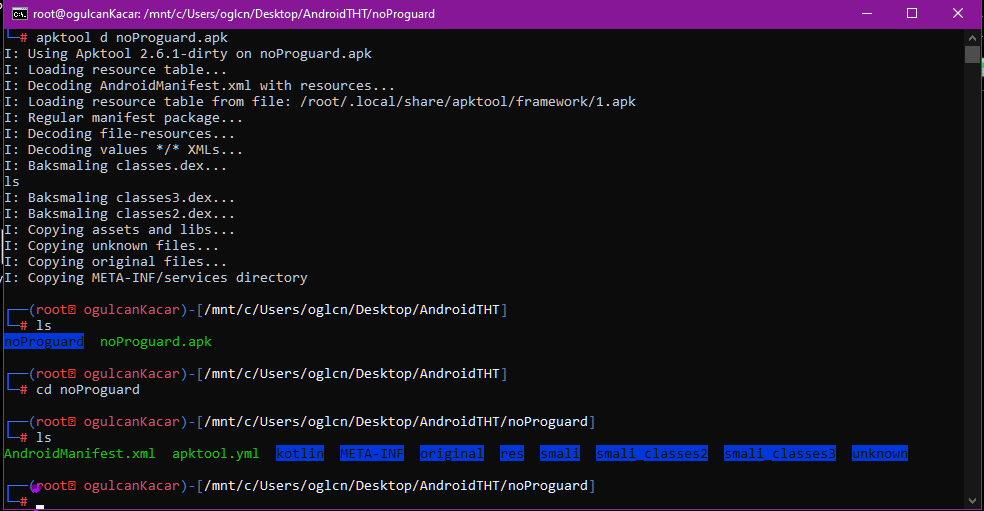 root@ogulcanKacar: /mnt/c/Users/oglcn/Desktop/AndroidTHT/noProguard
└─# apktool d noProguard.apk
I: Using Apktool 2.6.1-dirty on noProguard.apk
I: Loading resource table...
I: Decoding AndroidManifest.xml with resources...
I: Loading resource table from file: /root/.local/share/apktool/framework/1.apk
I: Regular manifest package...
I: Decoding file-resources...
I: Decoding values */* XMLs...
I: Baksmaling classes.dex...
ls
I: Baksmaling classes3.dex...
I: Baksmaling classes2.dex...
I: Copying assets and libs...
I: Copying unknown files...
I: Copying original files...
I: Copying META-INF/services directory
┌──(root ogulcanKacar)-[/mnt/c/Users/oglcn/Desktop/AndroidTHT]
└─# ls
noProguard  noProguard.apk
┌──(root ogulcanKacar)-[/mnt/c/Users/oglcn/Desktop/AndroidTHT]
└─# cd noProguard
┌──(root ogulcanKacar)-[/mnt/c/Users/oglcn/Desktop/AndroidTHT/noProguard]
└─# ls
AndroidManifest.xml  apktool.yml  kotlin  META-INF  original  res  smali  smali_classes2  smali_classes3  unknown
┌──(root ogulcanKacar)-[/mnt/c/Users/oglcn/Desktop/AndroidTHT/noProguard]
└─#